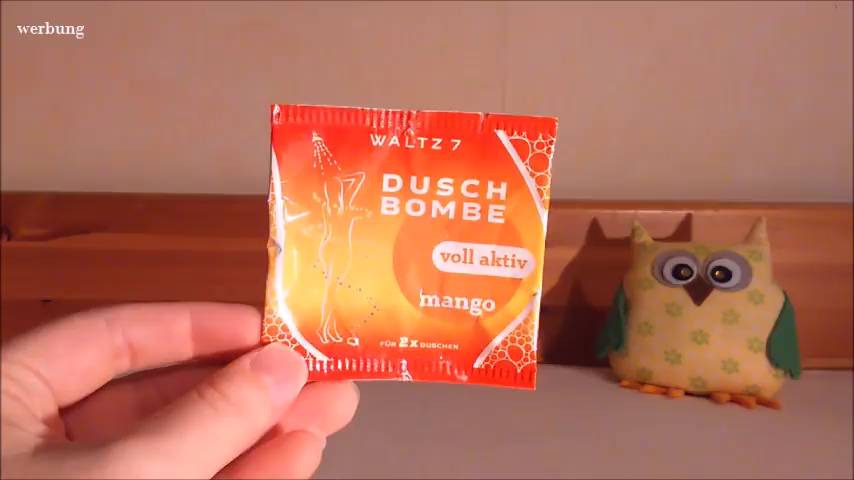 werbung
WALTZ 7
DUSCH
BOMBE
voll aktiv
mango
FÜR 2x DUSCHEN